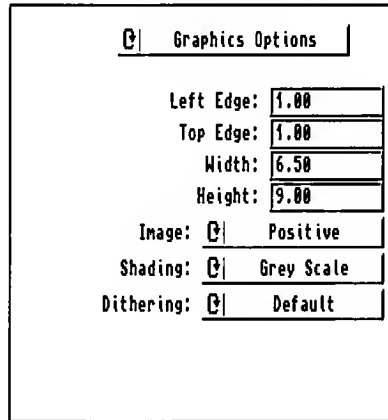 Graphics Options
Left Edge: 1.00
Top Edge: 1.00
Width: 6.50
Height: 9.00
Image: Positive
Shading: Grey Scale
Dithering: Default